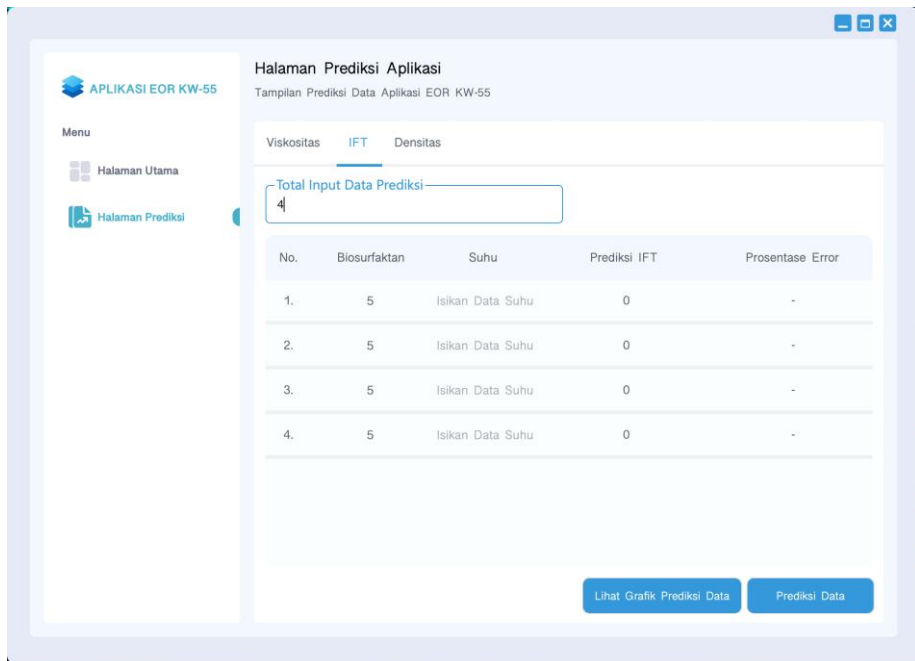 APLIKASI EOR KW-55
Menu
Halaman Utama
Halaman Prediksi
Halaman Prediksi Aplikasi
Tampilan Prediksi Data Aplikasi EOR KW-55
Viskositas IFT Densitas
Total Input Data Prediksi
4
No. Biosurfaktan Suhu Prediksi IFT Prosentase Error
1. 5 Isikan Data Suhu 0 -
2. 5 Isikan Data Suhu 0 -
3. 5 Isikan Data Suhu 0 -
4. 5 Isikan Data Suhu 0 -
Lihat Grafik Prediksi Data Prediksi Data